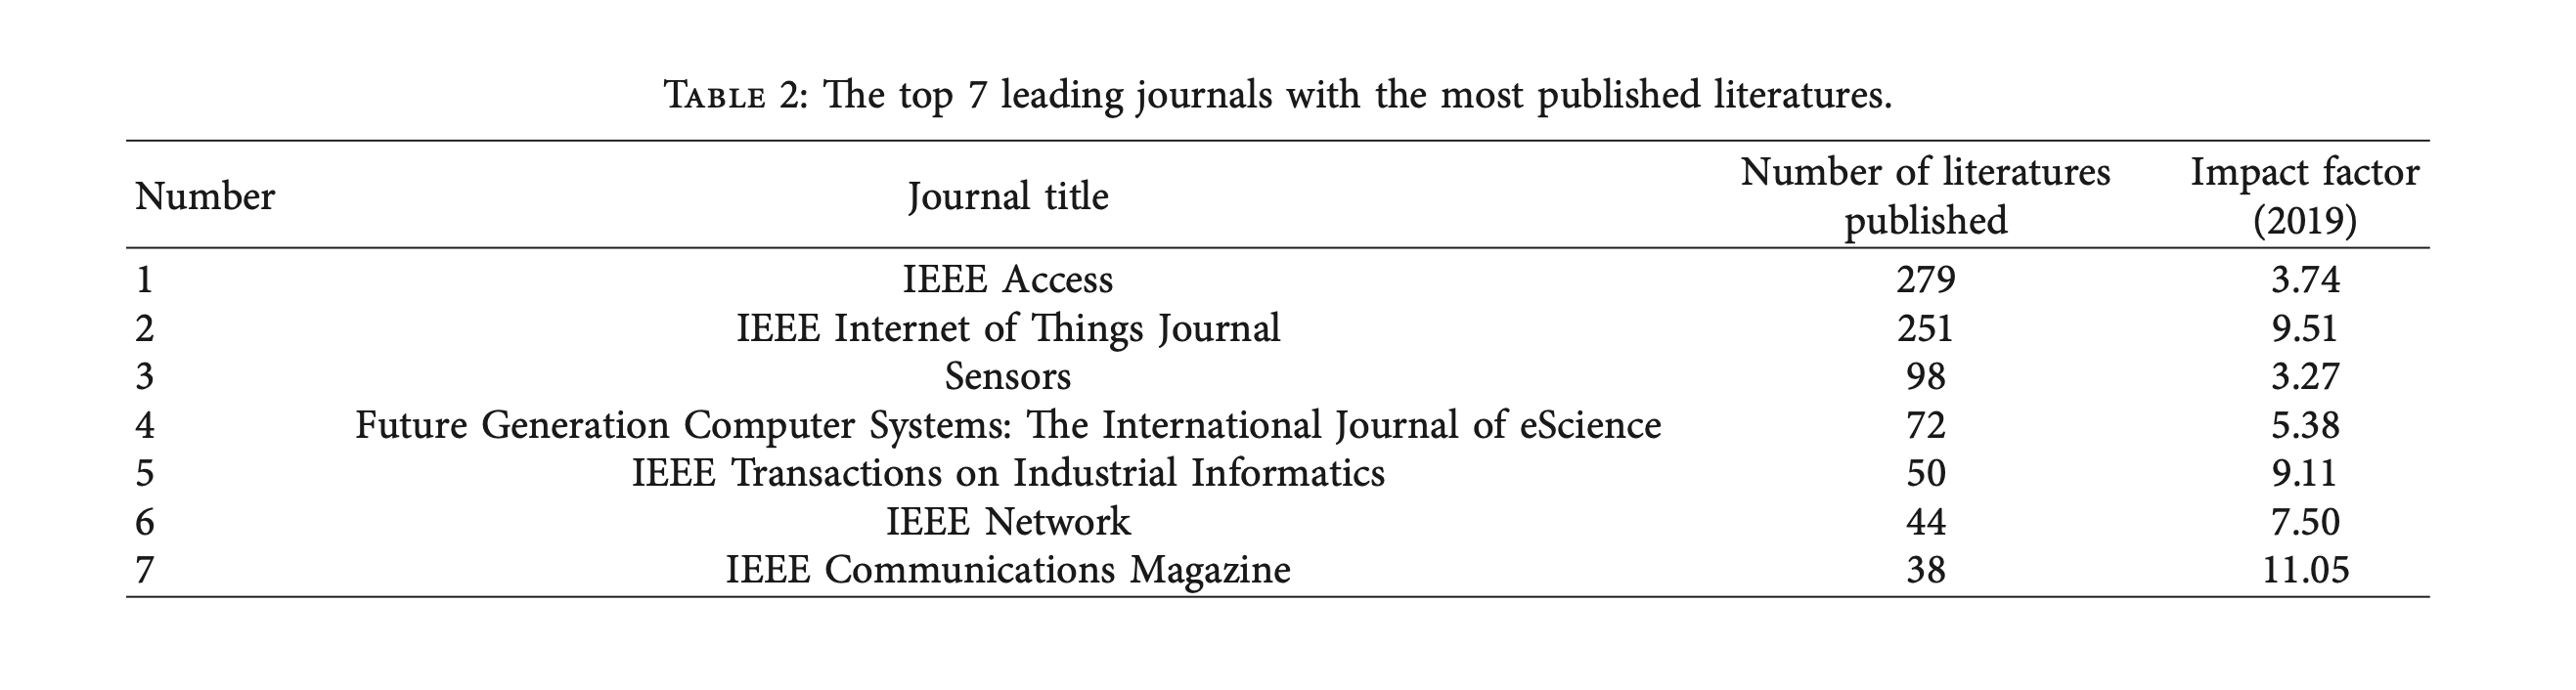 TABLE 2: The top 7 leading journals with the most published literatures.
Number Journal title Number of literatures published Impact factor (2019)
1 IEEE Access 279 3.74
2 IEEE Internet of Things Journal 251 9.51
3 Sensors 98 3.27
4 Future Generation Computer Systems: The International Journal of eScience 72 5.38
5 IEEE Transactions on Industrial Informatics 50 9.11
6 IEEE Network 44 7.50
7 IEEE Communications Magazine 38 11.05